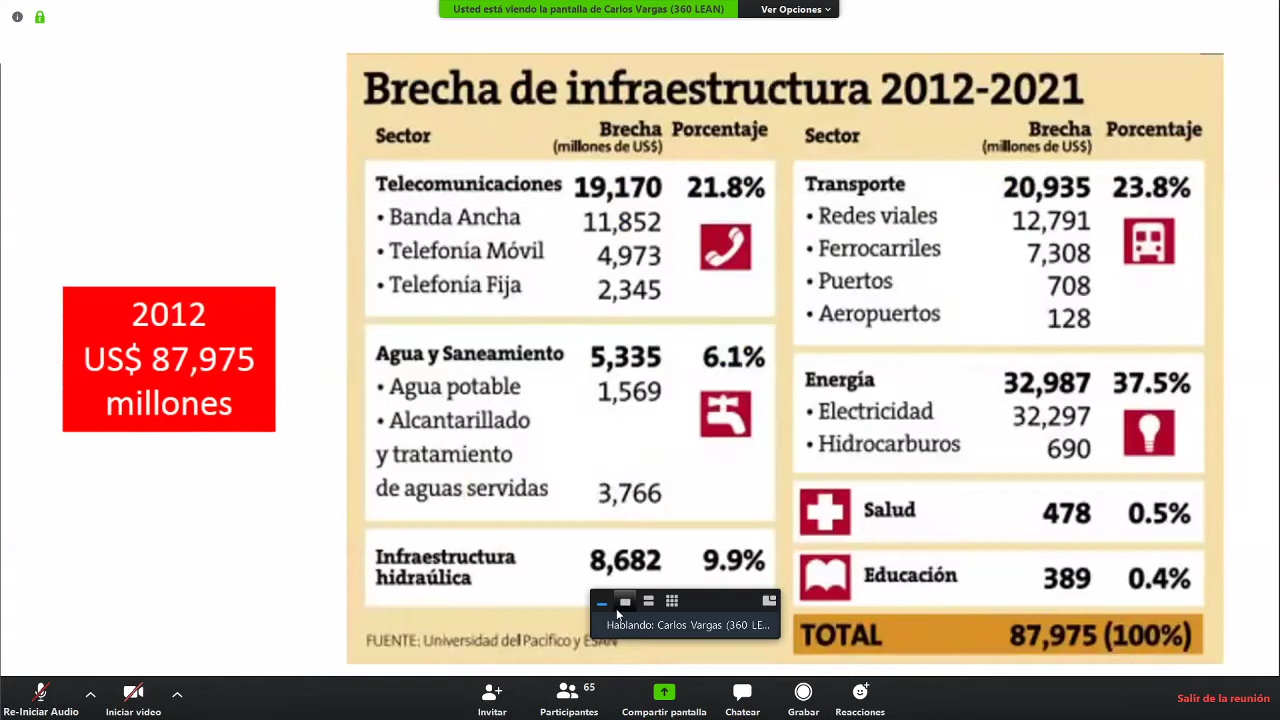 Usted está viendo la pantalla de Carlos Vargas (360 LEAN)
Ver Opciones
2012
US$ 87,975
millones
Brecha de infraestructura 2012-2021
Sector Brecha Porcentaje
(millones de US$)
Telecomunicaciones 19,170 21.8%
• Banda Ancha 11,852
• Telefonía Móvil 4,973
• Telefonía Fija 2,345
Agua y Saneamiento 5,335 6.1%
• Agua potable 1,569
• Alcantarillado
y tratamiento
de aguas servidas 3,766
Infraestructura 8,682 9.9%
hidraúlica
FUENTE: Universidad del Pacífico y ESAN
Sector Brecha Porcentaje
(millones de US$)
Transporte 20,935 23.8%
• Redes viales 12,791
• Ferrocarriles 7,308
• Puertos 708
• Aeropuertos 128
Energía 32,987 37.5%
• Electricidad 32,297
• Hidrocarburos 690
Salud 478 0.5%
Educación 389 0.4%
TOTAL 87,975 (100%)
Hablando: Carlos Vargas (360 LE...
Re-Iniciar Audio
Iniciar video
Invitar
65
Participantes
Compartir pantalla
Chatear
Grabar
Reacciones
Salir de la reunión